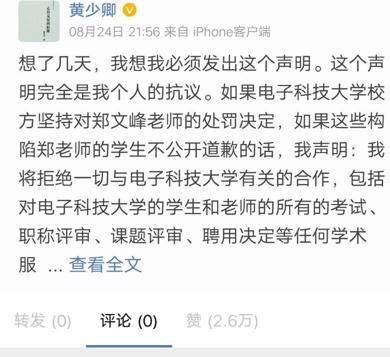 黄少卿
08月24日 21:56 来自 iPhone客户端
想了几天，我想我必须发出这个声明。这个声
明完全是我个人的抗议。如果电子科技大学校
方坚持对郑文峰老师的处罚决定，如果这些构
陷郑老师的学生不公开道歉的话，我声明：我
将拒绝一切与电子科技大学有关的合作，包括
对电子科技大学的学生和老师的所有的考试、
职称评审、课题评审、聘用决定等任何学术
服 ... 查看全文
转发 (0) 评论 (0) 赞 (2.6万)